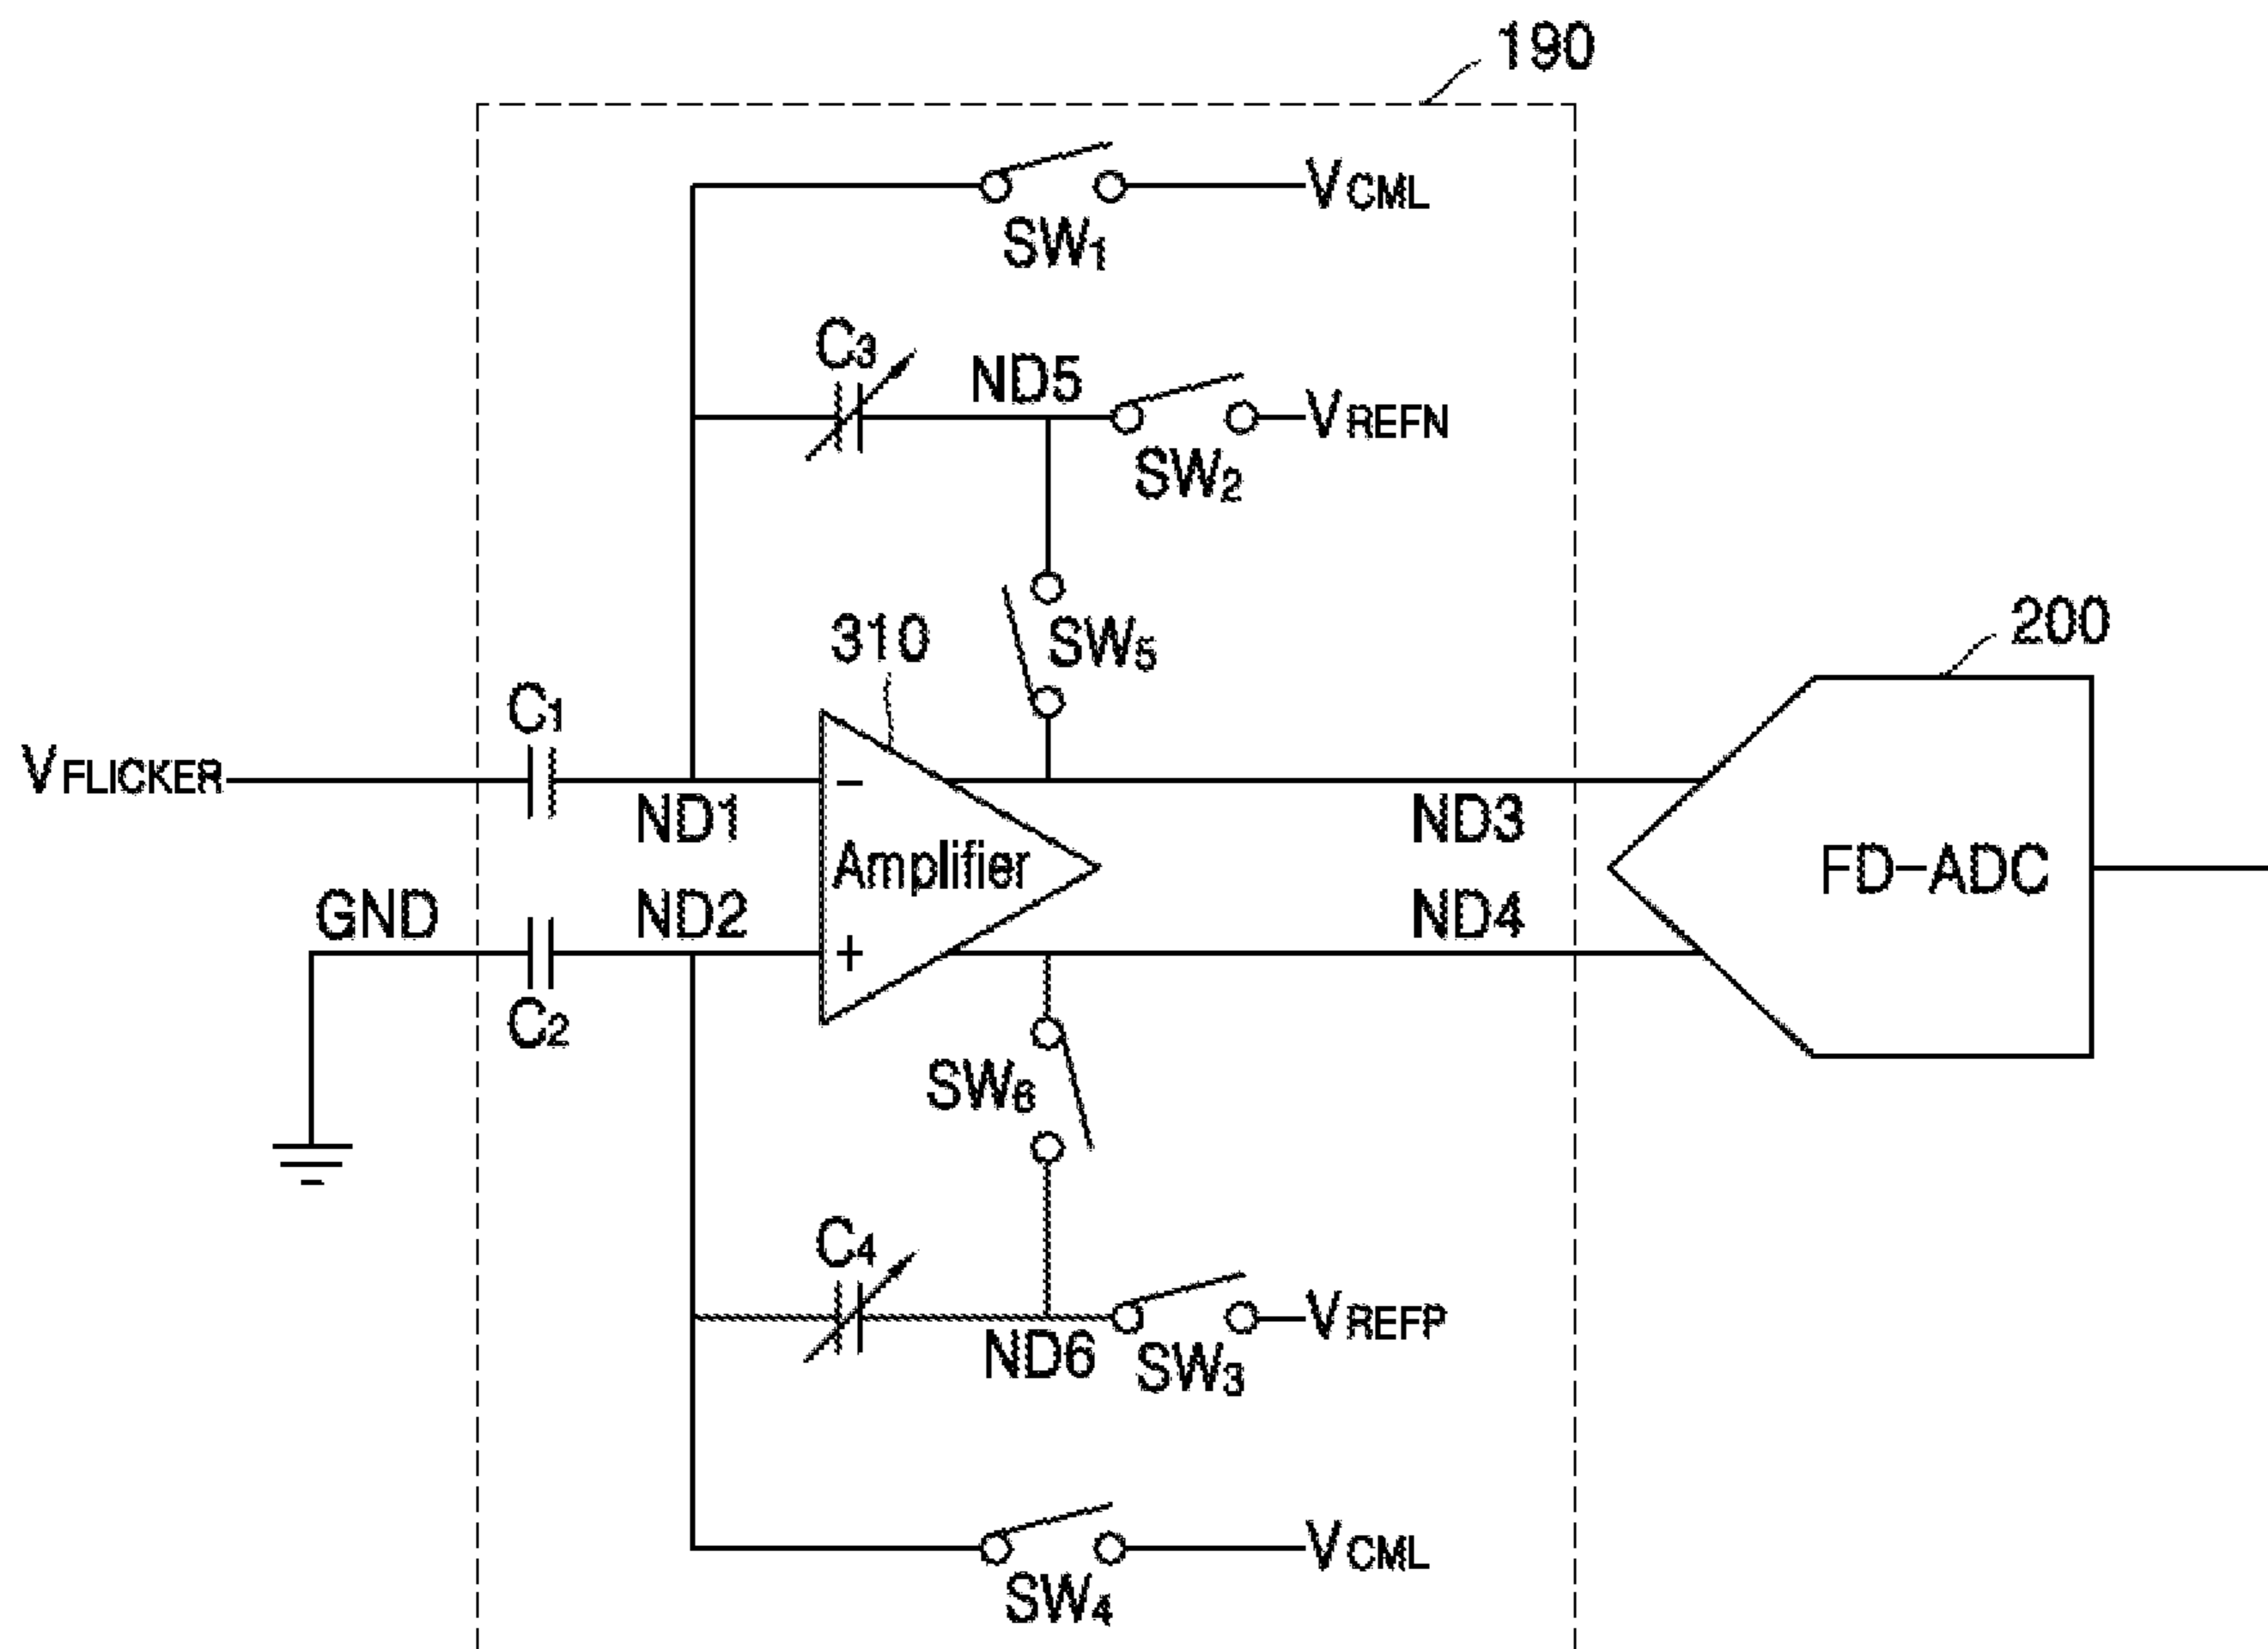 190
VCML
SW1
C3
ND5
VREFN
SW2
310
SW5
200
C1
VFLICKER
-
ND1
ND3
Amplifier
FD-ADC
GND
ND2
ND4
+
C2
SW6
C4
VREFP
ND6
SW3
VCML
SW4